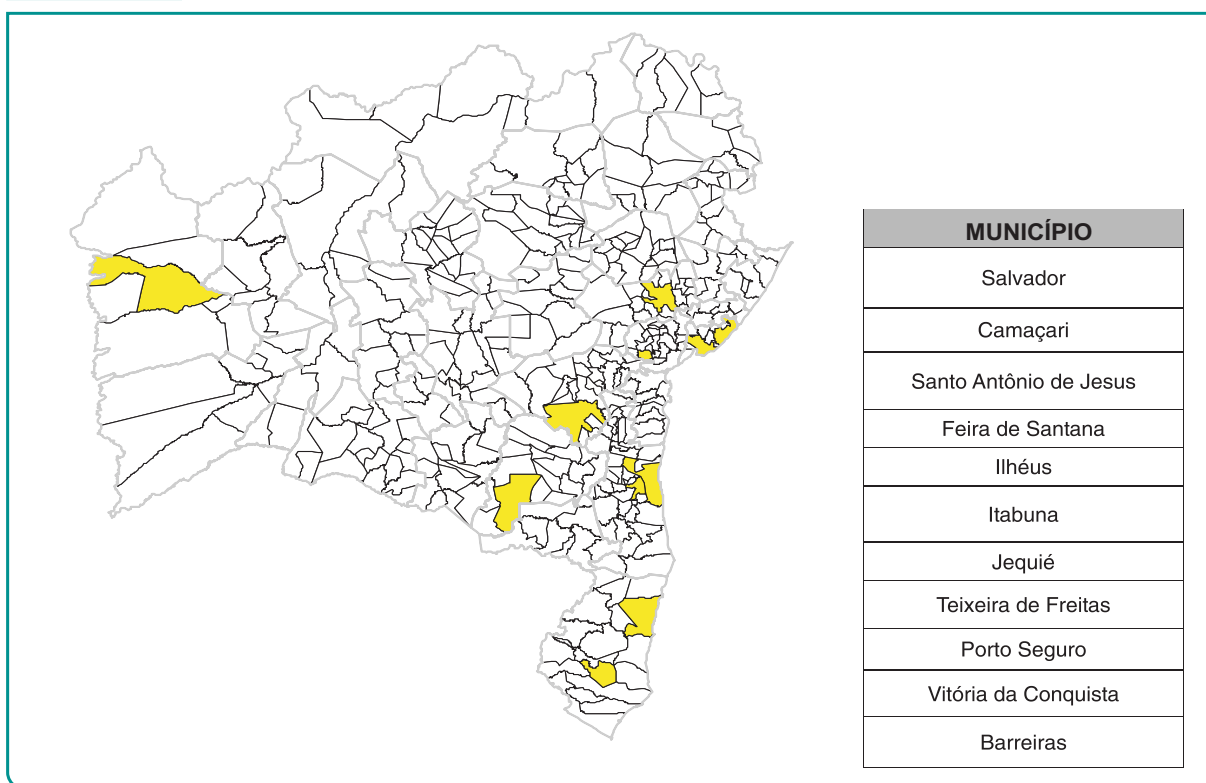 MUNICÍPIO
Salvador
Camaçari
Santo Antônio de Jesus
Feira de Santana
Ilhéus
Itabuna
Jequié
Teixeira de Freitas
Porto Seguro
Vitória da Conquista
Barreiras